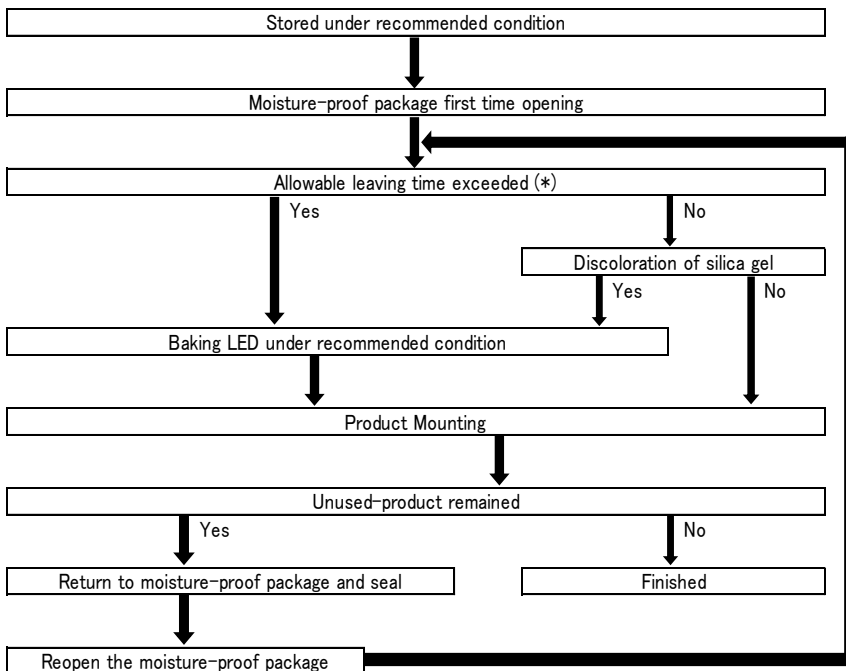 Stored under recommended condition
Moisture-proof package first time opening
Allowable leaving time exceeded (*)
Yes
No
Discoloration of silica gel
Yes
No
Baking LED under recommended condition
Product Mounting
Unused-product remained
Yes
No
Return to moisture-proof package and seal
Finished
Reopen the moisture-proof package